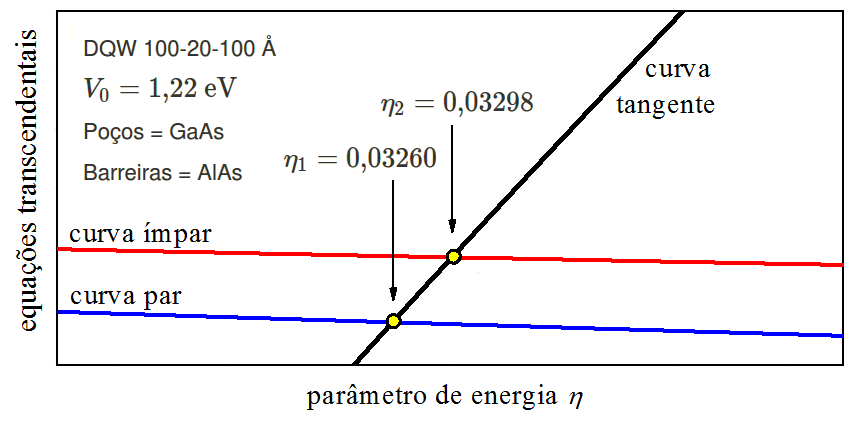 equações transcendentais
DQW 100-20-100 Å
V₀ = 1,22 eV
Poços = GaAs
Barreiras = AlAs
η₁ = 0,03260
η₂ = 0,03298
curva
tangente
curva ímpar
curva par
parâmetro de energia η